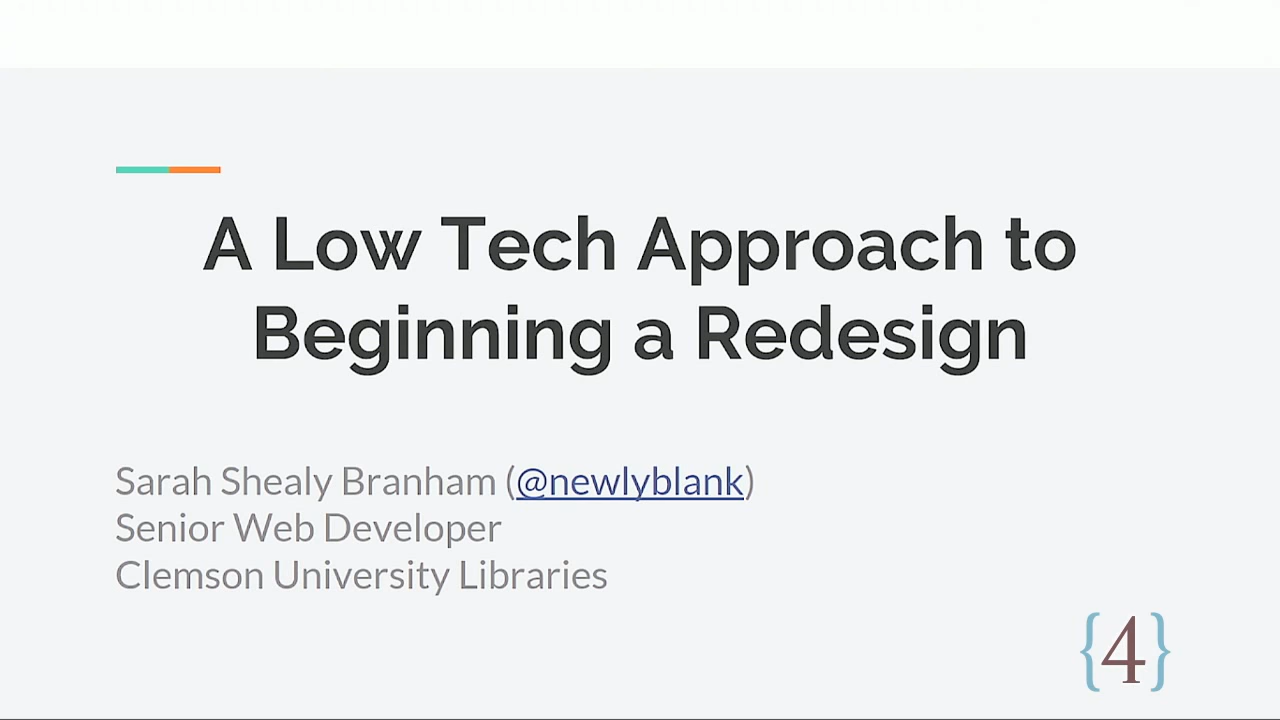 A Low Tech Approach to
Beginning a Redesign
Sarah Shealy Branham (@newlyblank)
Senior Web Developer
Clemson University Libraries
{4}